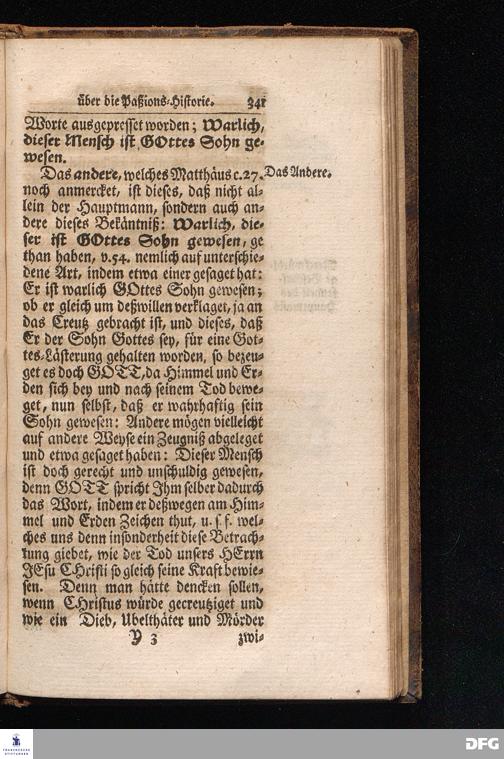 über die Paßions-Historie. 341
Worte ausgepresset worden; Warlich,
dieser Mensch ist GOttes Sohn ge-
wesen.
Das andere, welches Matthäus c. 27. Das Andere.
noch anmercket, ist dieses, daß nicht al-
lein der Hauptmann, sondern auch an-
dere dieses Bekäntniß: Warlich, die-
ser ist GOttes Sohn gewesen, ge
than haben, v. 54. nemlich auf unterschie-
dene Art, indem etwa einer gesaget hat:
Er ist warlich GOttes Sohn gewesen;
ob er gleich um deßwillen verklaget, ja an
das Creutz gebracht ist, und dieses, daß
Er der Sohn Gottes sey, für eine Got-
tes-Lästerung gehalten worden, so bezeu-
get es doch GOTT, da Himmel und Er-
den sich bey und nach seinem Tod bewe-
get, nun selbst, daß er wahrhaftig sein
Sohn gewesen: Andere mögen vielleicht
auf andere Weyse ein Zeugniß abgeleget
und etwa gesaget haben: Dieser Mensch
ist doch gerecht und unschuldig gewesen,
denn GOTT spricht Ihm selber dadurch
das Wort, indem er deßwegen am Him-
mel und Erden Zeichen thut, u. s. f. wel-
ches uns denn insonderheit diese Betrach-
tung giebet, wie der Tod unsers HErrn
JEsu CHristi so gleich seine Kraft bewie-
sen. Denn man hätte dencken sollen,
wenn CHristus würde gecreutziget und
wie ein Dieb, Ubelthäter und Mörder
Y 3 zwi-
FRANCKESCHE
STIFTUNGEN
DFG